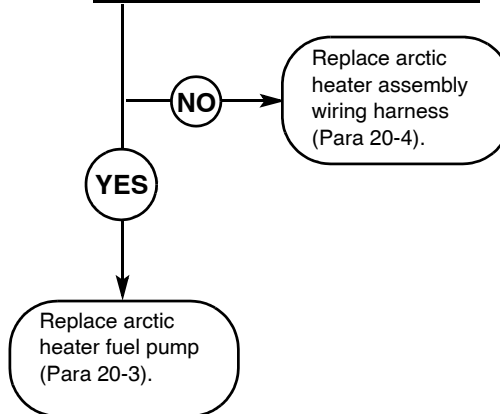 NO
Replace arctic
heater assembly
wiring harness
(Para 20-4).
YES
Replace arctic
heater fuel pump
(Para 20-3).